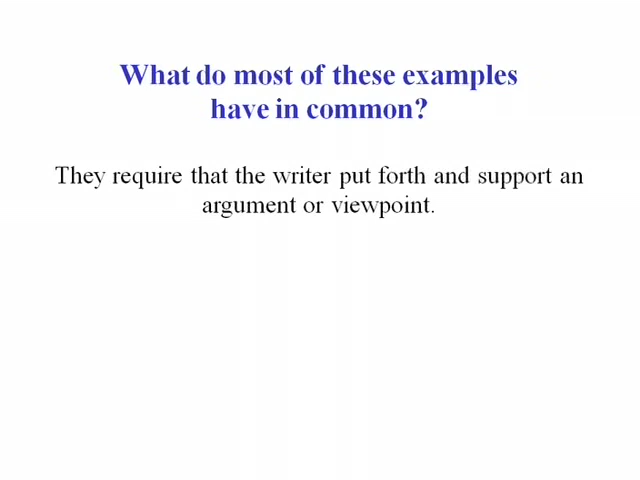 What do most of these examples
have in common?
They require that the writer put forth and support an
argument or viewpoint.